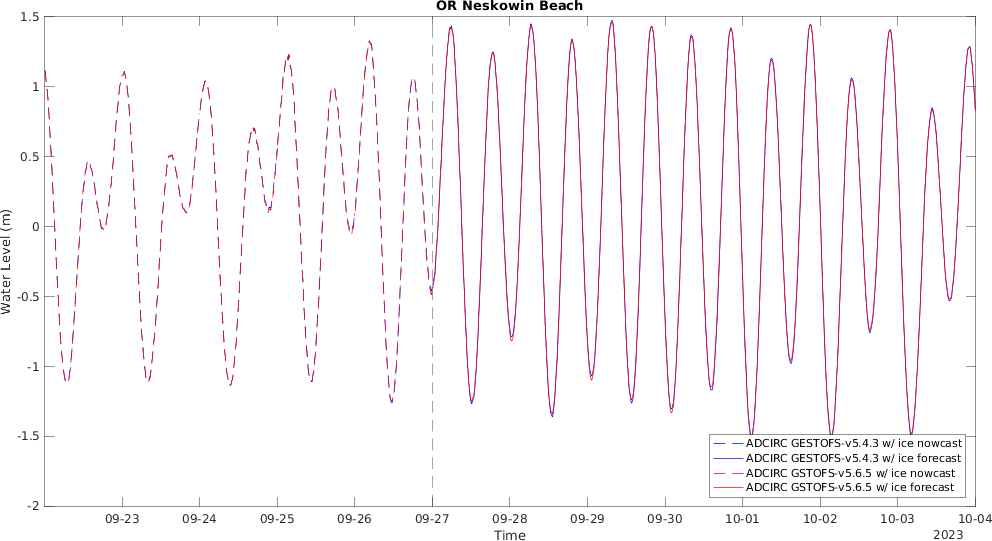 OR Neskowin Beach
1.5
1
0.5
0
-0.5
-1
-1.5
-2
Water Level (m)
ADCIRC GESTOFS-v5.4.3 w/ ice nowcast
ADCIRC GESTOFS-v5.4.3 w/ ice forecast
ADCIRC GSTOFS-v5.6.5 w/ ice nowcast
ADCIRC GSTOFS-v5.6.5 w/ ice forecast
09-23 09-24 09-25 09-26 09-27 09-28 09-29 09-30 10-01 10-02 10-03 10-04
Time
2023